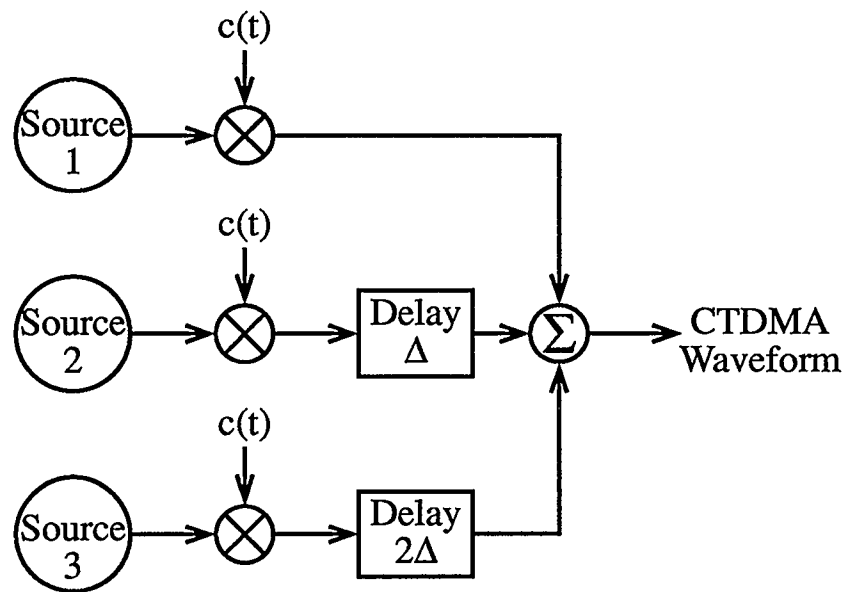 c(t)
Source
1
c(t)
Source
2
Delay
Δ
Σ
CTDMA
Waveform
c(t)
Source
3
Delay
2Δ